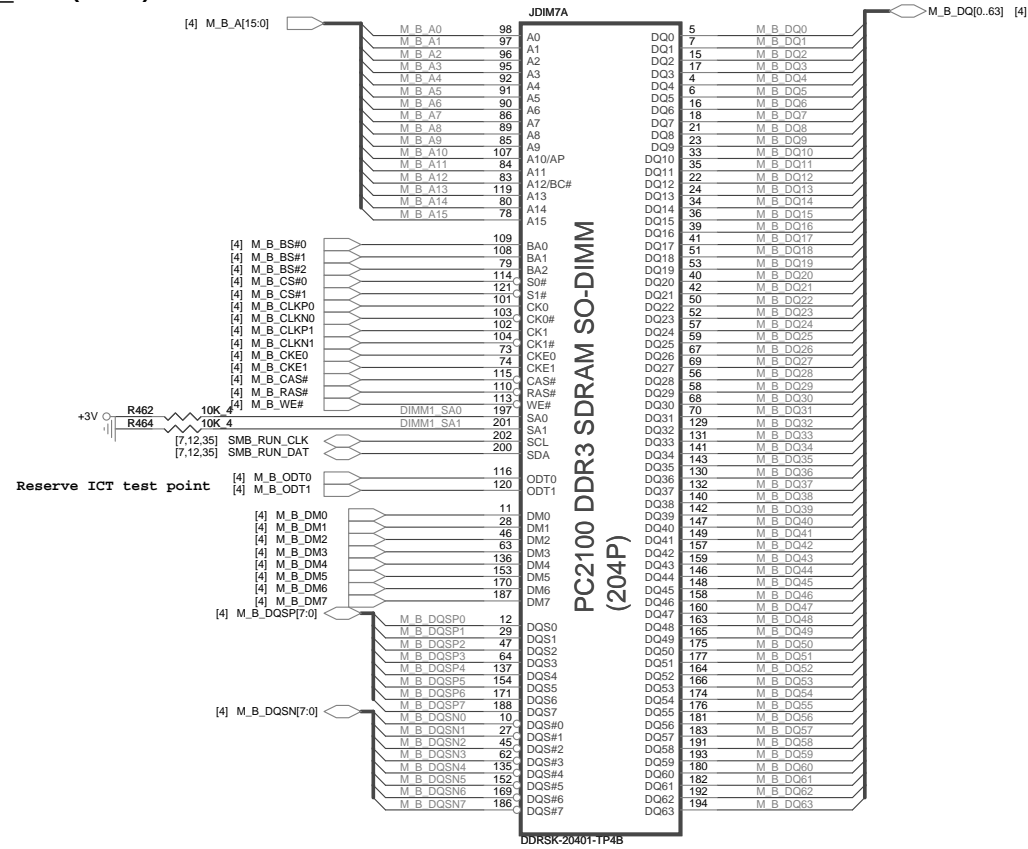 JDIM7A
[4] M_B_A[15:0]
M_B_A0 98 A0
M_B_A1 97 A1
M_B_A2 96 A2
M_B_A3 95 A3
M_B_A4 92 A4
M_B_A5 91 A5
M_B_A6 90 A6
M_B_A7 86 A7
M_B_A8 89 A8
M_B_A9 85 A9
M_B_A10 107 A10/AP
M_B_A11 84 A11
M_B_A12 83 A12/BC#
M_B_A13 119 A13
M_B_A14 80 A14
M_B_A15 78 A15
[4] M_B_BS#0 109 BA0
[4] M_B_BS#1 108 BA1
[4] M_B_BS#2 79 BA2
[4] M_B_CS#0 114 S0#
[4] M_B_CS#1 121 S1#
[4] M_B_CLKP0 101 CK0
[4] M_B_CLKN0 103 CK0#
[4] M_B_CLKP1 102 CK1
[4] M_B_CLKN1 104 CK1#
[4] M_B_CKE0 73 CKE0
[4] M_B_CKE1 74 CKE1
[4] M_B_CAS# 115 CAS#
[4] M_B_RAS# 110 RAS#
[4] M_B_WE# 113 WE#
+3V R462 10K_4 DIMM1_SA0 197 SA0
R464 10K_4 DIMM1_SA1 201 SA1
[7,12,35] SMB_RUN_CLK 202 SCL
[7,12,35] SMB_RUN_DAT 200 SDA
[4] M_B_ODT0 116 ODT0
Reserve ICT test point
[4] M_B_ODT1 120 ODT1
[4] M_B_DM0 11 DM0
[4] M_B_DM1 28 DM1
[4] M_B_DM2 46 DM2
[4] M_B_DM3 63 DM3
[4] M_B_DM4 136 DM4
[4] M_B_DM5 153 DM5
[4] M_B_DM6 170 DM6
[4] M_B_DM7 187 DM7
[4] M_B_DQSP[7:0]
M_B_DQSP0 12 DQS0
M_B_DQSP1 29 DQS1
M_B_DQSP2 47 DQS2
M_B_DQSP3 64 DQS3
M_B_DQSP4 137 DQS4
M_B_DQSP5 154 DQS5
M_B_DQSP6 171 DQS6
M_B_DQSP7 188 DQS7
[4] M_B_DQSN[7:0]
M_B_DQSN0 10 DQS#0
M_B_DQSN1 27 DQS#1
M_B_DQSN2 45 DQS#2
M_B_DQSN3 62 DQS#3
M_B_DQSN4 135 DQS#4
M_B_DQSN5 152 DQS#5
M_B_DQSN6 169 DQS#6
M_B_DQSN7 186 DQS#7
PC2100 DDR3 SDRAM SO-DIMM
(204P)
M_B_DQ[0..63] [4]
DQ0 5 M_B_DQ0
DQ1 7 M_B_DQ1
DQ2 15 M_B_DQ2
DQ3 17 M_B_DQ3
DQ4 4 M_B_DQ4
DQ5 6 M_B_DQ5
DQ6 16 M_B_DQ6
DQ7 18 M_B_DQ7
DQ8 21 M_B_DQ8
DQ9 23 M_B_DQ9
DQ10 33 M_B_DQ10
DQ11 35 M_B_DQ11
DQ12 22 M_B_DQ12
DQ13 24 M_B_DQ13
DQ14 34 M_B_DQ14
DQ15 36 M_B_DQ15
DQ16 39 M_B_DQ16
DQ17 41 M_B_DQ17
DQ18 51 M_B_DQ18
DQ19 53 M_B_DQ19
DQ20 40 M_B_DQ20
DQ21 42 M_B_DQ21
DQ22 50 M_B_DQ22
DQ23 52 M_B_DQ23
DQ24 57 M_B_DQ24
DQ25 59 M_B_DQ25
DQ26 67 M_B_DQ26
DQ27 69 M_B_DQ27
DQ28 56 M_B_DQ28
DQ29 58 M_B_DQ29
DQ30 68 M_B_DQ30
DQ31 70 M_B_DQ31
DQ32 129 M_B_DQ32
DQ33 131 M_B_DQ33
DQ34 141 M_B_DQ34
DQ35 143 M_B_DQ35
DQ36 130 M_B_DQ36
DQ37 132 M_B_DQ37
DQ38 140 M_B_DQ38
DQ39 142 M_B_DQ39
DQ40 147 M_B_DQ40
DQ41 149 M_B_DQ41
DQ42 157 M_B_DQ42
DQ43 159 M_B_DQ43
DQ44 146 M_B_DQ44
DQ45 148 M_B_DQ45
DQ46 158 M_B_DQ46
DQ47 160 M_B_DQ47
DQ48 163 M_B_DQ48
DQ49 165 M_B_DQ49
DQ50 175 M_B_DQ50
DQ51 177 M_B_DQ51
DQ52 164 M_B_DQ52
DQ53 166 M_B_DQ53
DQ54 174 M_B_DQ54
DQ55 176 M_B_DQ55
DQ56 181 M_B_DQ56
DQ57 183 M_B_DQ57
DQ58 191 M_B_DQ58
DQ59 193 M_B_DQ59
DQ60 180 M_B_DQ60
DQ61 182 M_B_DQ61
DQ62 192 M_B_DQ62
DQ63 194 M_B_DQ63
DDRSK-20401-TP4B